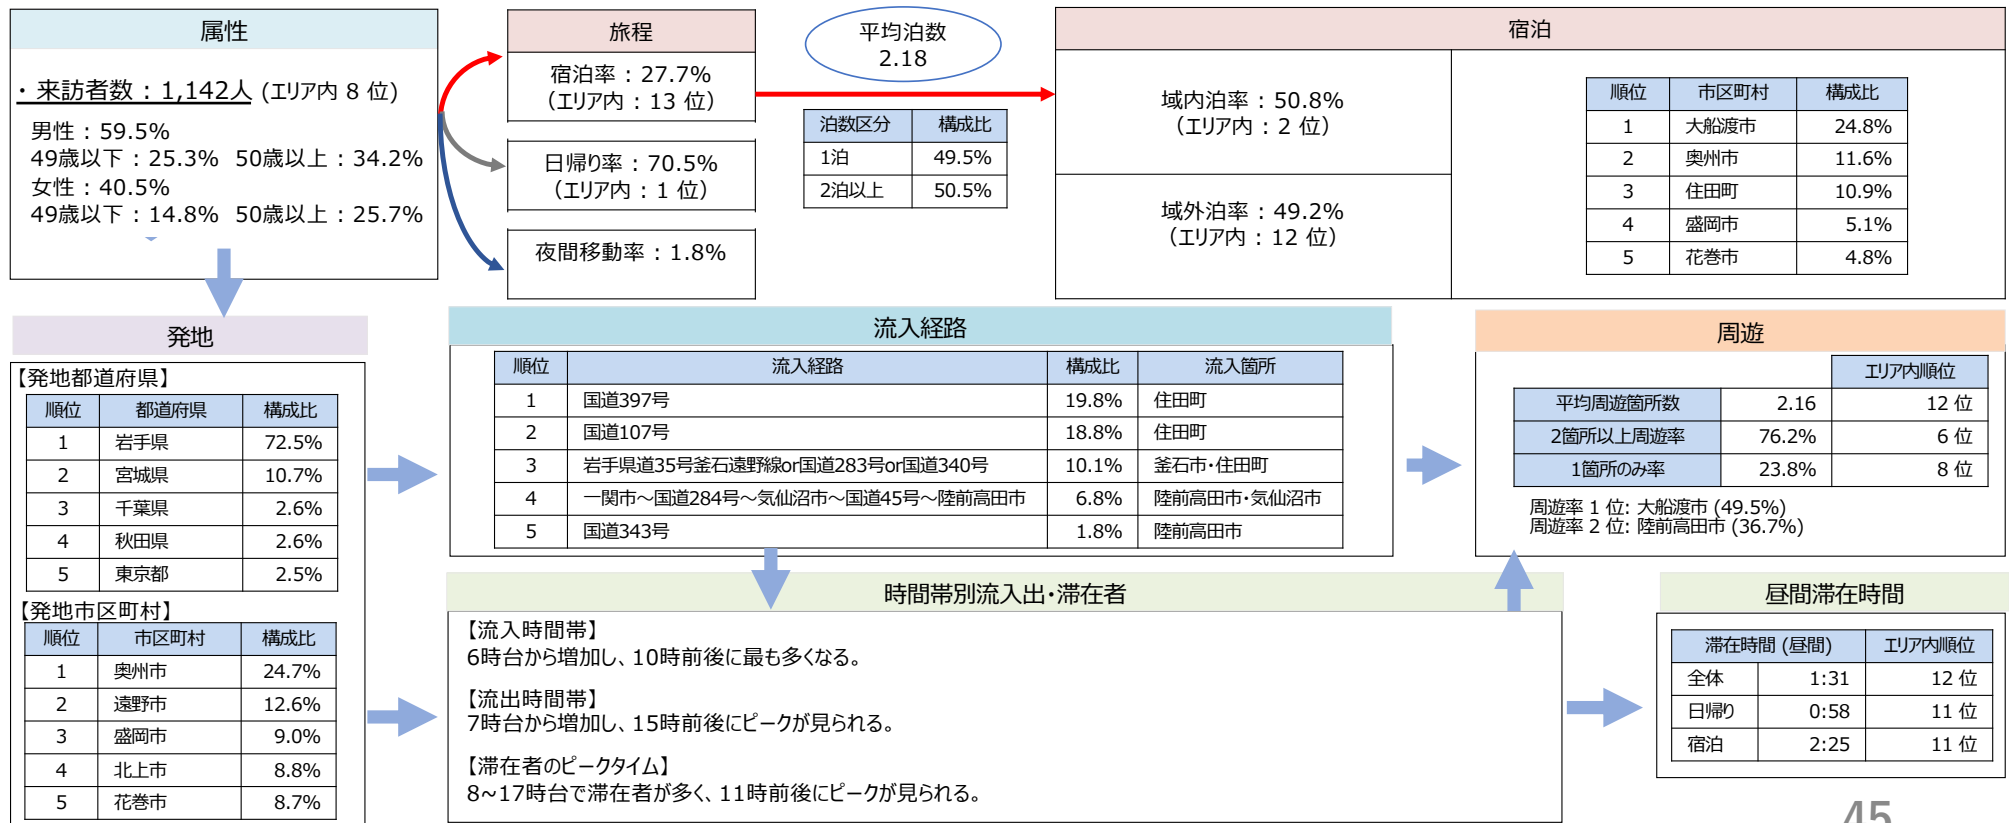 属性
・来訪者数：1,142人 (エリア内 8 位)
男性：59.5%
49歳以下：25.3% 50歳以上：34.2%
女性：40.5%
49歳以下：14.8% 50歳以上：25.7%
旅程
宿泊率：27.7%
（エリア内：13 位）
日帰り率：70.5%
（エリア内：1 位）
夜間移動率：1.8%
平均泊数
2.18
泊数区分 構成比
1泊 49.5%
2泊以上 50.5%
宿泊
域内泊率：50.8%
（エリア内：2 位）
域外泊率：49.2%
（エリア内：12 位）
順位 市区町村 構成比
1 大船渡市 24.8%
2 奥州市 11.6%
3 住田町 10.9%
4 盛岡市 5.1%
5 花巻市 4.8%
発地
【発地都道府県】
順位 都道府県 構成比
1 岩手県 72.5%
2 宮城県 10.7%
3 千葉県 2.6%
4 秋田県 2.6%
5 東京都 2.5%
【発地市区町村】
順位 市区町村 構成比
1 奥州市 24.7%
2 遠野市 12.6%
3 盛岡市 9.0%
4 北上市 8.8%
5 花巻市 8.7%
流入経路
順位 流入経路 構成比 流入箇所
1 国道397号 19.8% 住田町
2 国道107号 18.8% 住田町
3 岩手県道35号釜石遠野線or国道283号or国道340号 10.1% 釜石市・住田町
4 一関市～国道284号～気仙沼市～国道45号～陸前高田市 6.8% 陸前高田市・気仙沼市
5 国道343号 1.8% 陸前高田市
時間帯別流入出・滞在者
【流入時間帯】
6時台から増加し、10時前後に最も多くなる。
【流出時間帯】
7時台から増加し、15時前後にピークが見られる。
【滞在者のピークタイム】
8~17時台で滞在者が多く、11時前後にピークが見られる。
周遊
エリア内順位
平均周遊箇所数 2.16 12 位
2箇所以上周遊率 76.2% 6 位
1箇所のみ率 23.8% 8 位
周遊率 1 位: 大船渡市 (49.5%)
周遊率 2 位: 陸前高田市 (36.7%)
昼間滞在時間
滞在時間 (昼間) エリア内順位
全体 1:31 12 位
日帰り 0:58 11 位
宿泊 2:25 11 位
45